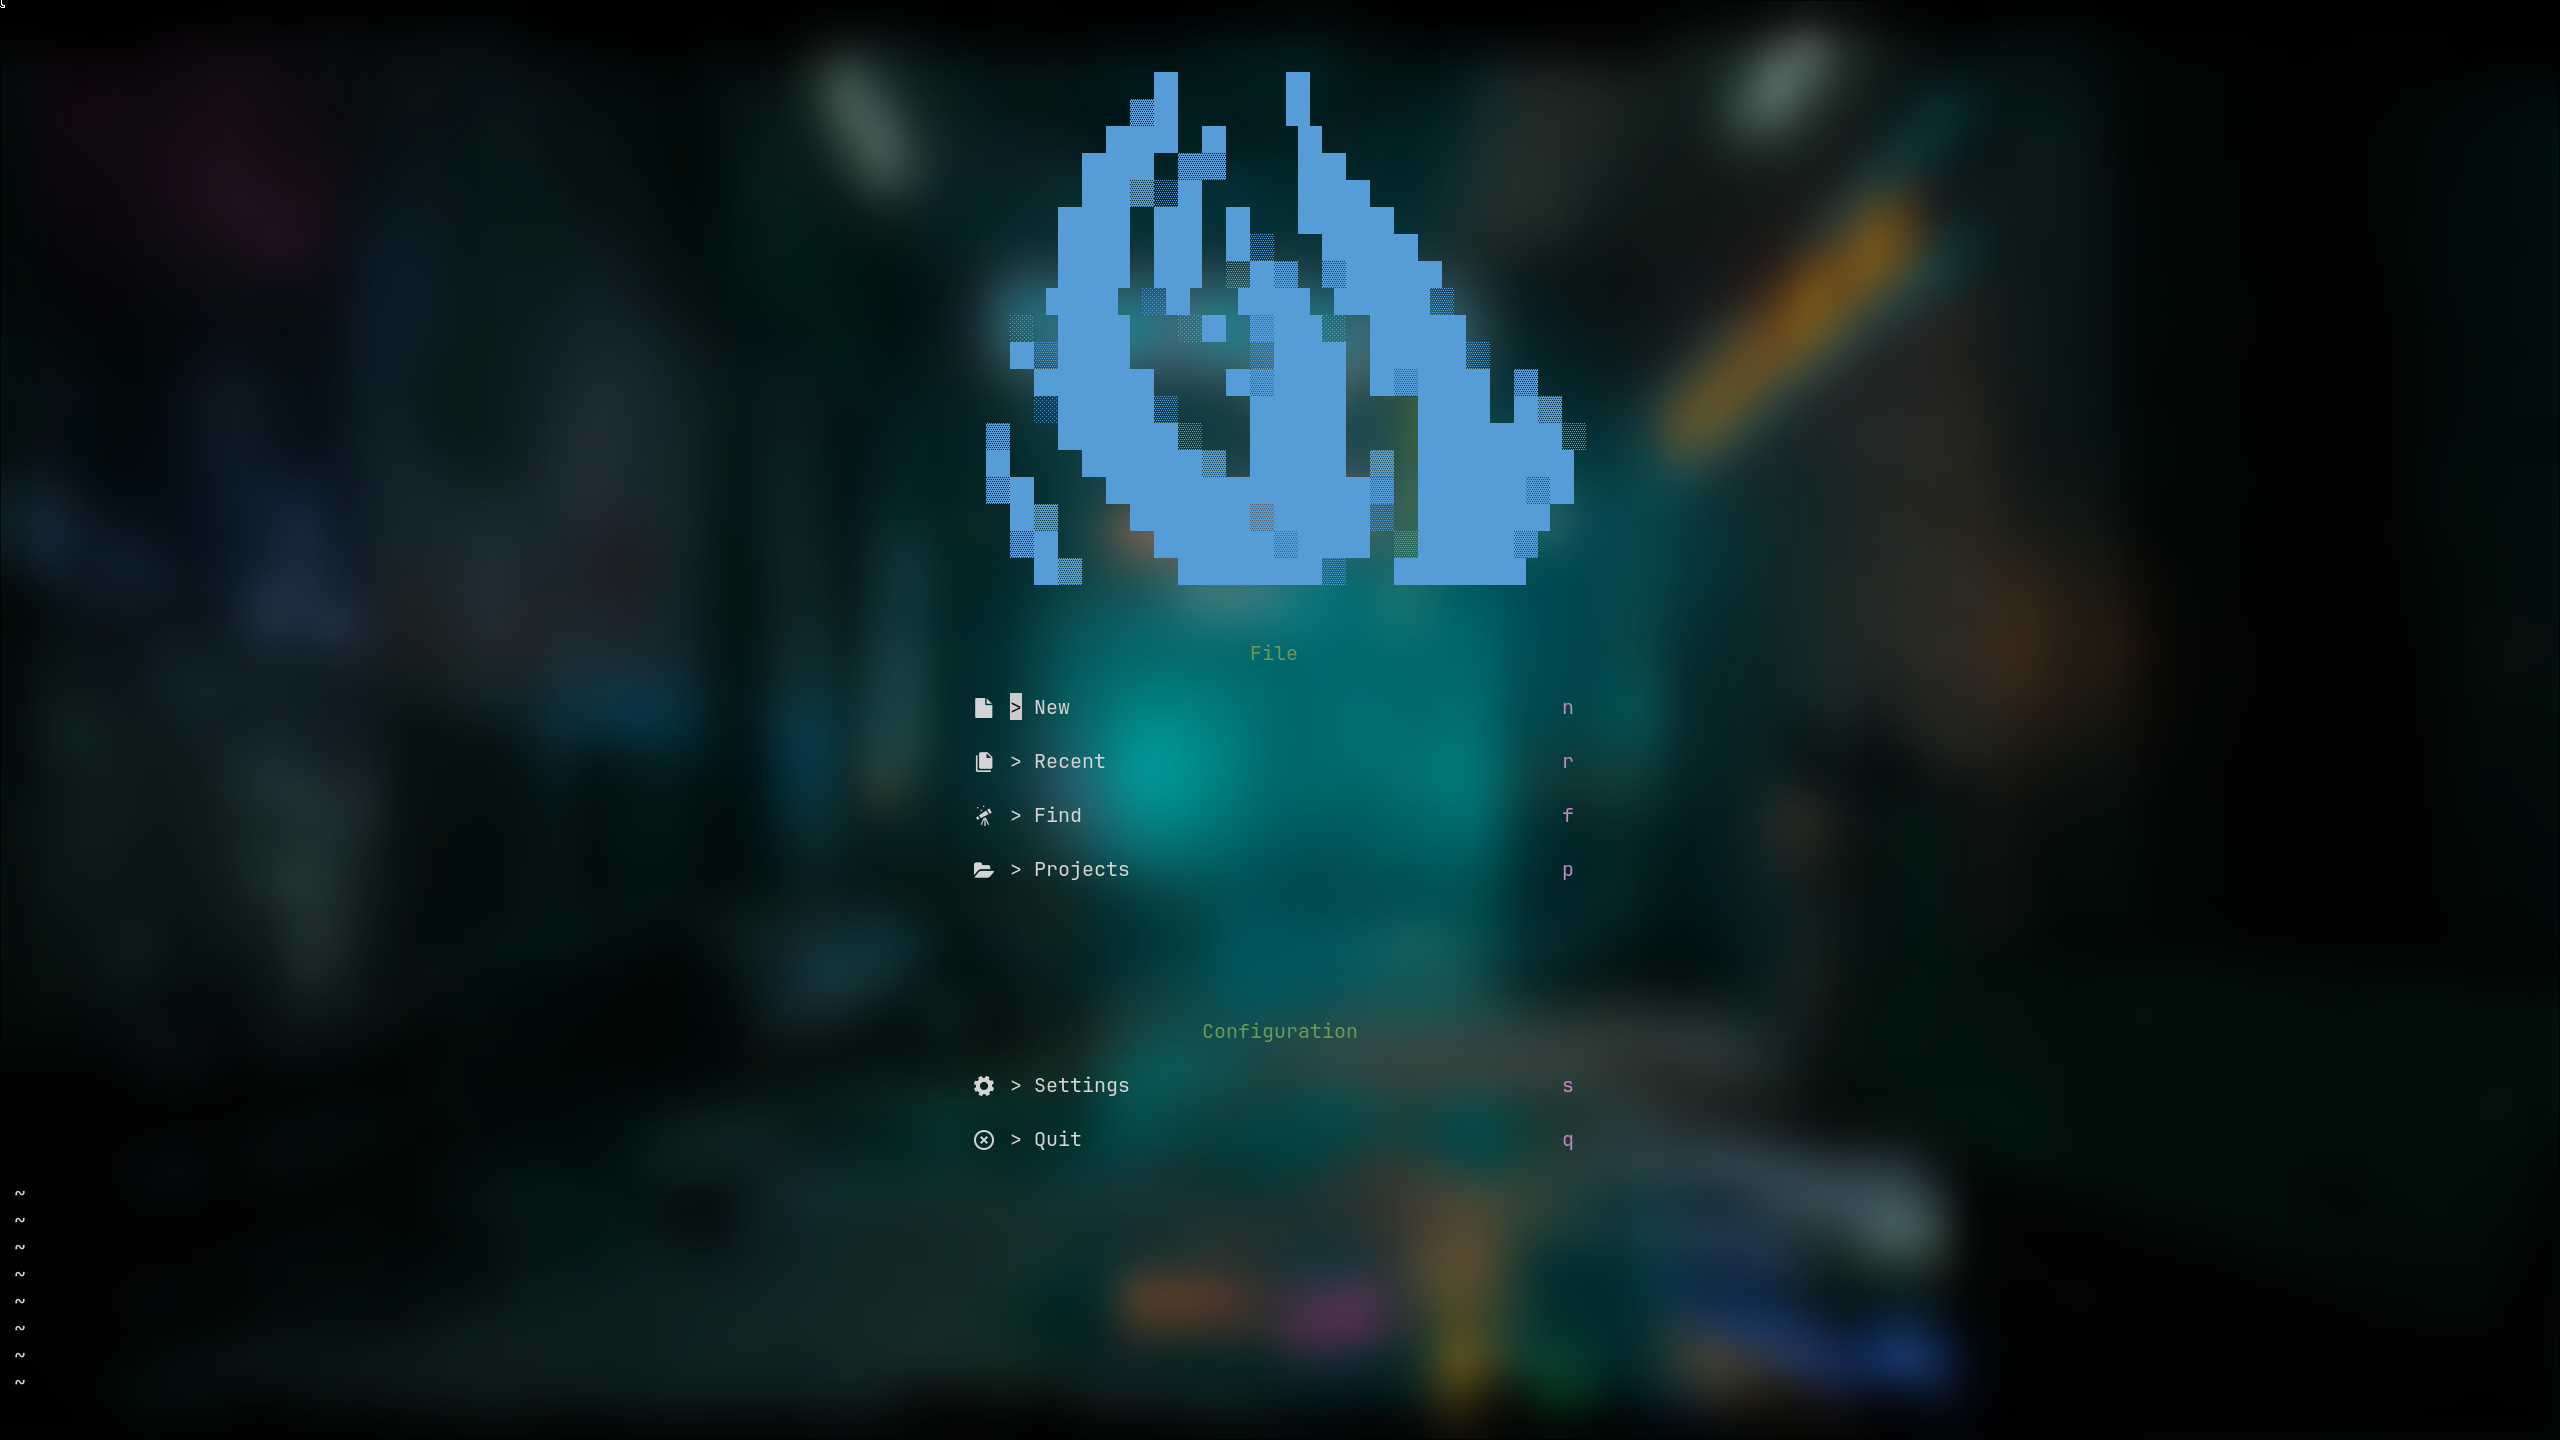 File
> New n
> Recent r
> Find f
> Projects p
Configuration
> Settings s
> Quit q
~
~
~
~
~
~
~
~